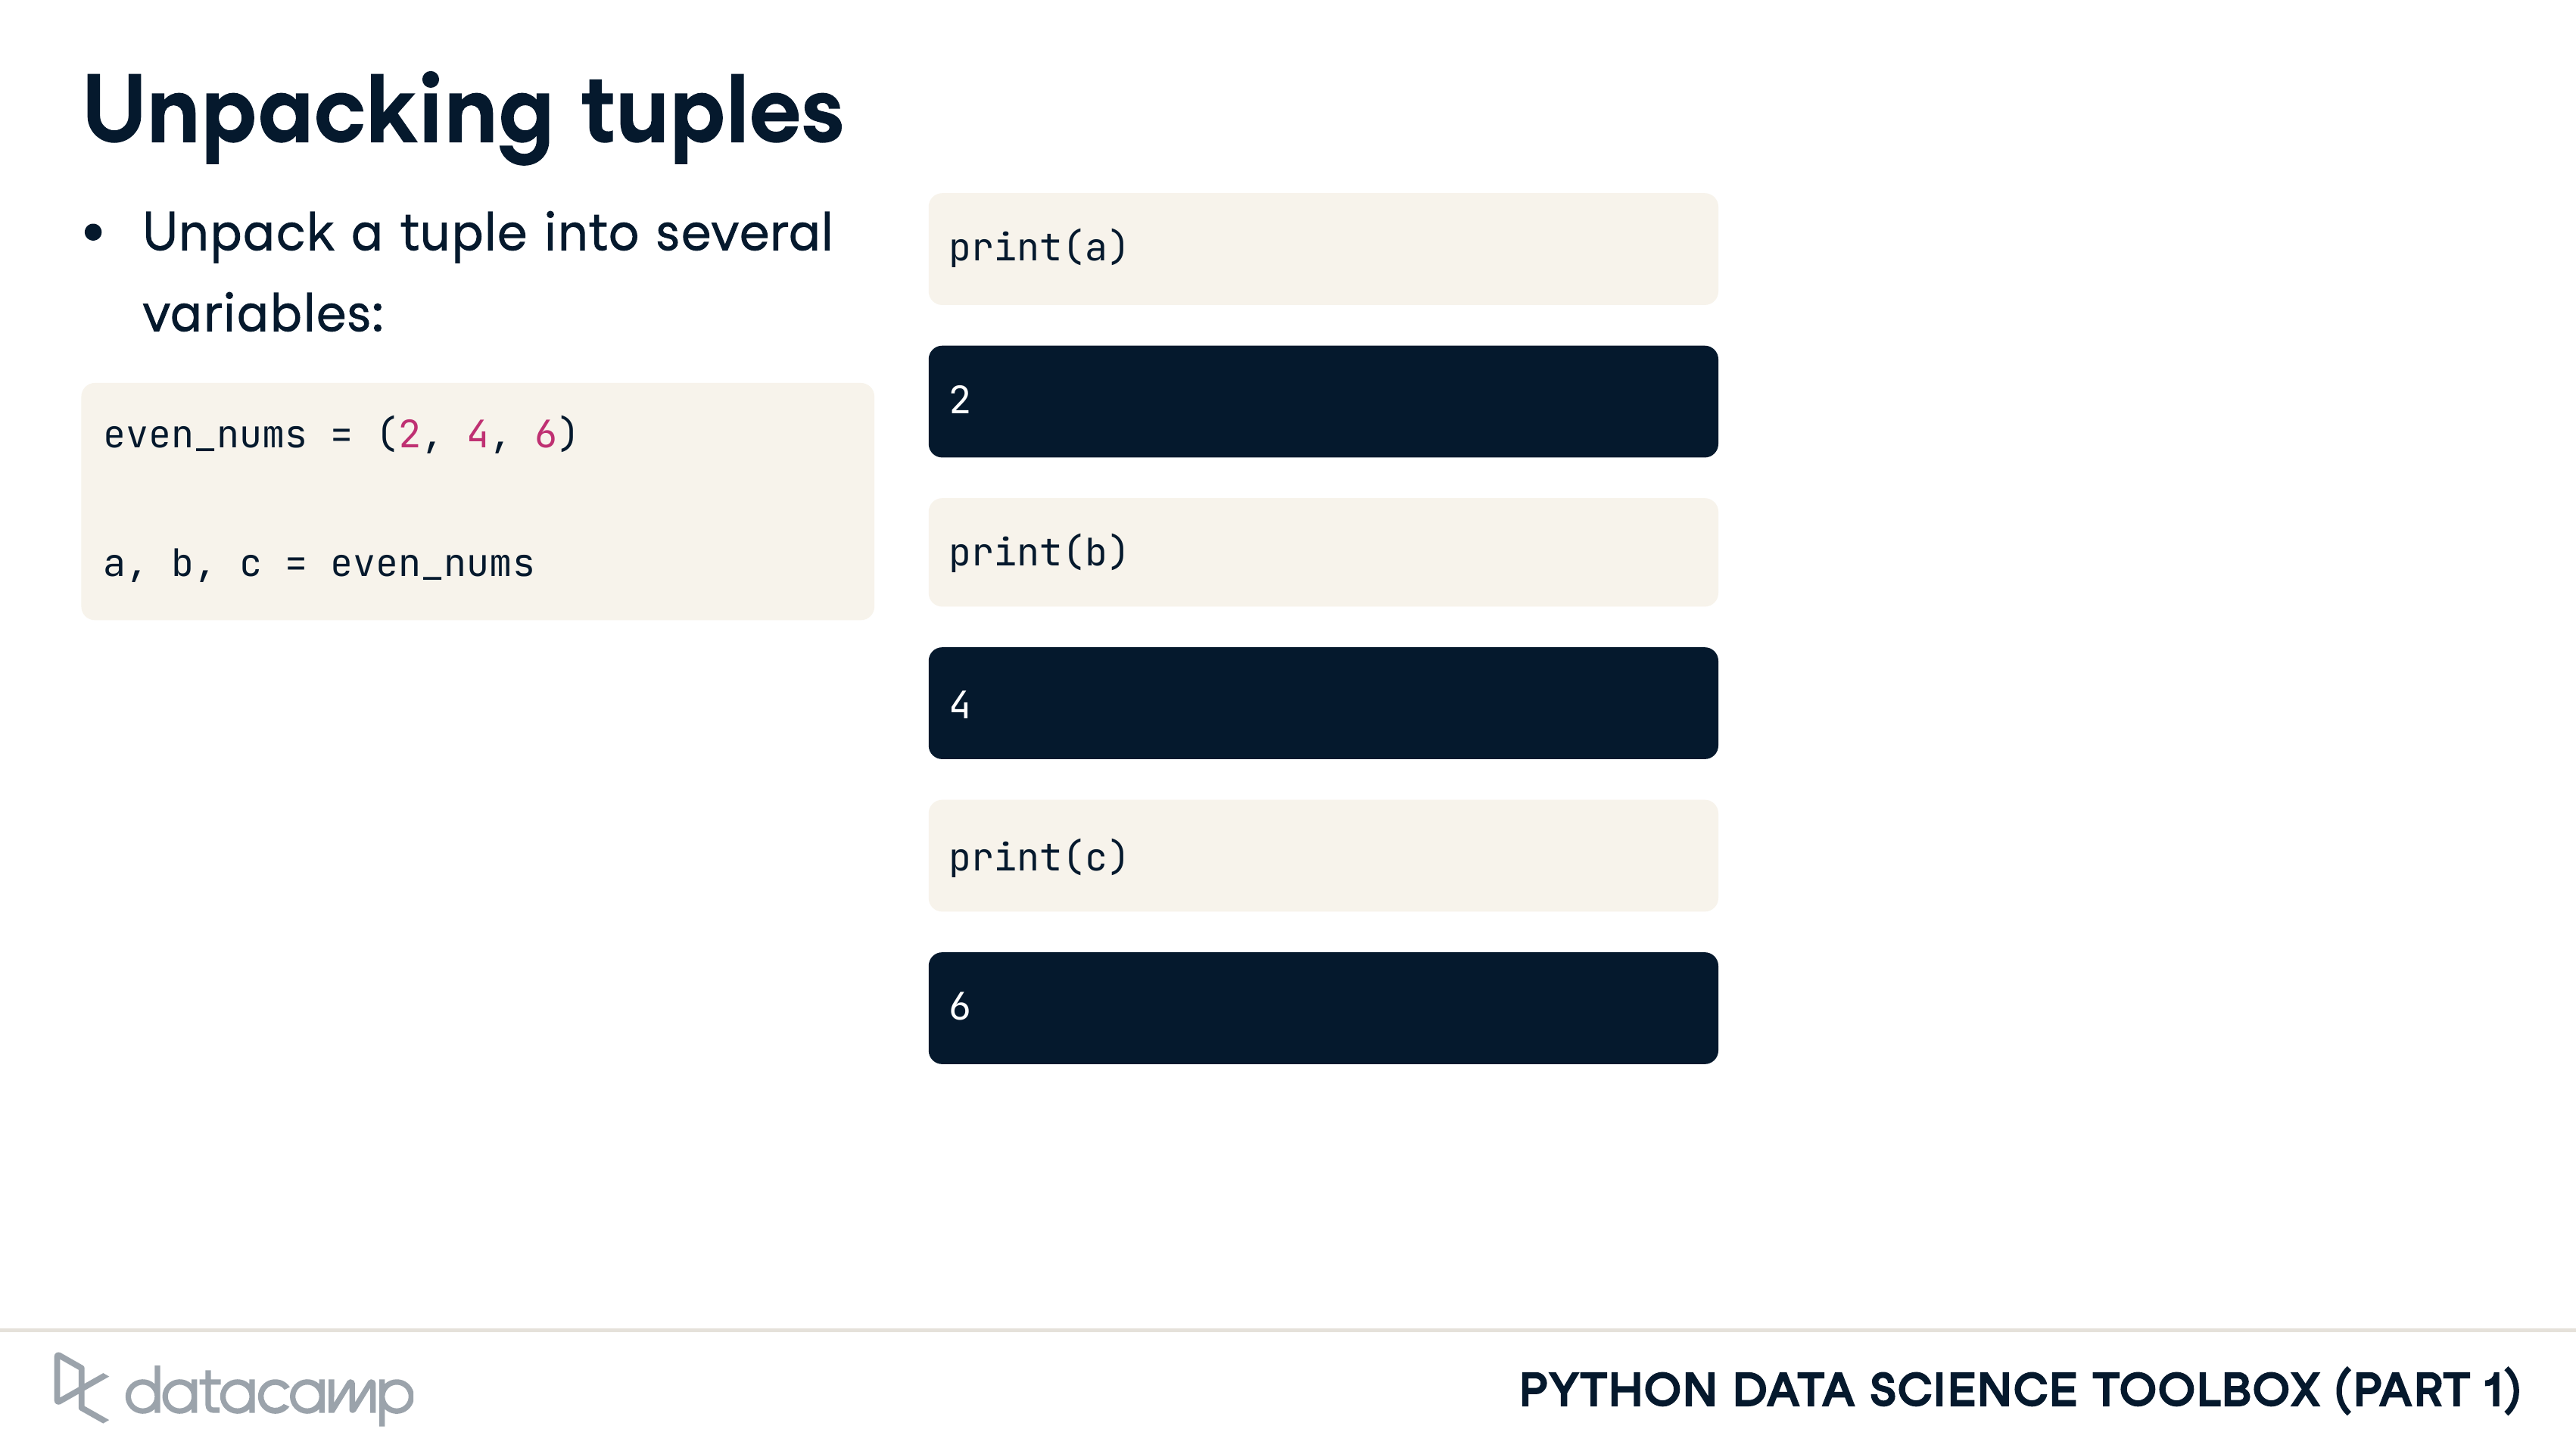 Unpacking tuples
• Unpack a tuple into several
variables:
even_nums = (2, 4, 6)
a, b, c = even_nums
print(a)
2
print(b)
4
print(c)
6
datacamp
PYTHON DATA SCIENCE TOOLBOX (PART 1)